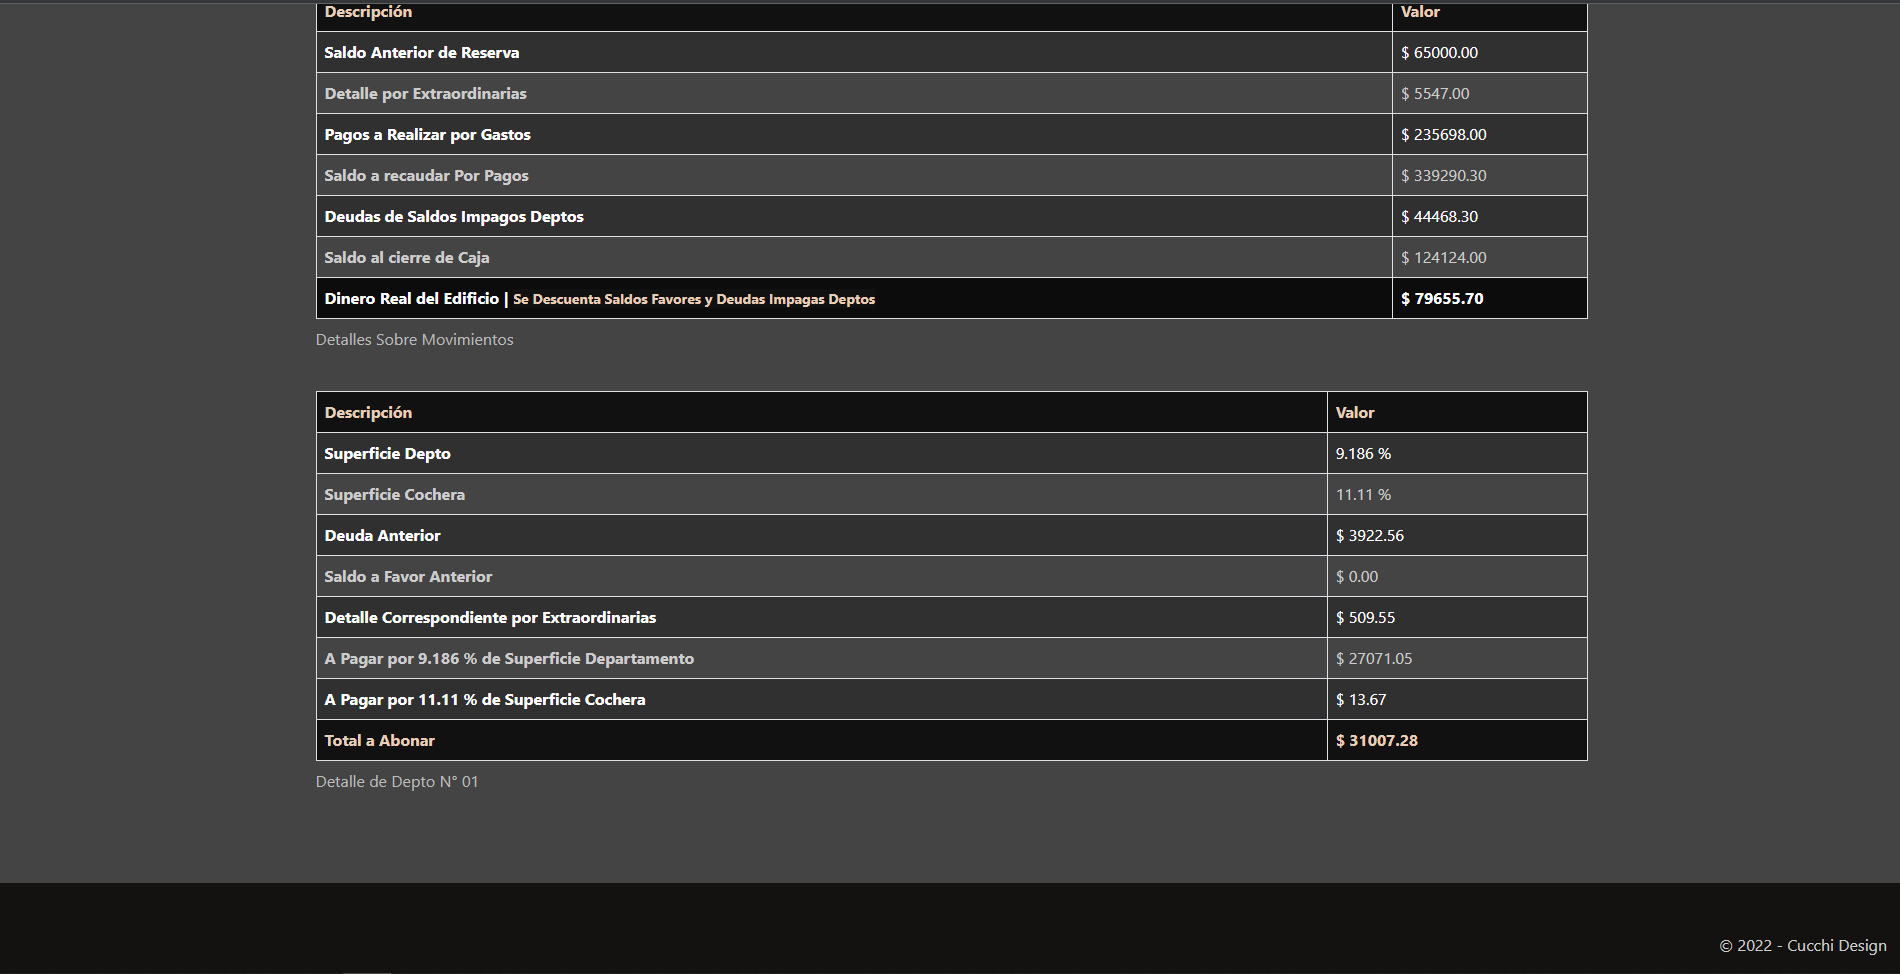 Descripción Valor
Saldo Anterior de Reserva $ 65000.00
Detalle por Extraordinarias $ 5547.00
Pagos a Realizar por Gastos $ 235698.00
Saldo a recaudar Por Pagos $ 339290.30
Deudas de Saldos Impagos Deptos $ 44468.30
Saldo al cierre de Caja $ 124124.00
Dinero Real del Edificio | Se Descuenta Saldos Favores y Deudas Impagas Deptos $ 79655.70
Detalles Sobre Movimientos
Descripción Valor
Superficie Depto 9.186 %
Superficie Cochera 11.11 %
Deuda Anterior $ 3922.56
Saldo a Favor Anterior $ 0.00
Detalle Correspondiente por Extraordinarias $ 509.55
A Pagar por 9.186 % de Superficie Departamento $ 27071.05
A Pagar por 11.11 % de Superficie Cochera $ 13.67
Total a Abonar $ 31007.28
Detalle de Depto N° 01
© 2022 - Cucchi Design